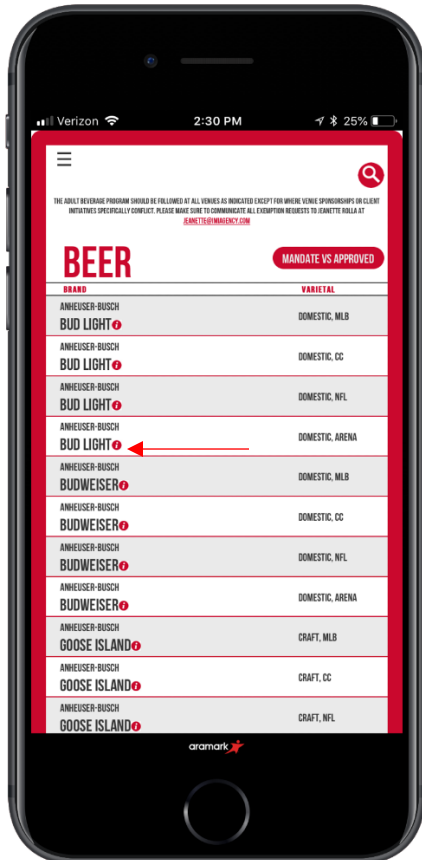 Verizon 2:30 PM 25%
THE ADULT BEVERAGE PROGRAM SHOULD BE FOLLOWED AT ALL VENUES AS INDICATED EXCEPT FOR WHERE VENUE SPONSORSHIPS OR CLIENT
INITIATIVES SPECIFICALLY CONFLICT. PLEASE MAKE SURE TO COMMUNICATE ALL EXEMPTION REQUESTS TO JEANETTE ROLLA AT
JEANETTE@IMIAGENCY.COM
BEER
MANDATE VS APPROVED
BRAND VARIETAL
ANHEUSER-BUSCH
BUD LIGHT i DOMESTIC, MLB
ANHEUSER-BUSCH
BUD LIGHT i DOMESTIC, CC
ANHEUSER-BUSCH
BUD LIGHT i DOMESTIC, NFL
ANHEUSER-BUSCH
BUD LIGHT i DOMESTIC, ARENA
ANHEUSER-BUSCH
BUDWEISER i DOMESTIC, MLB
ANHEUSER-BUSCH
BUDWEISER i DOMESTIC, CC
ANHEUSER-BUSCH
BUDWEISER i DOMESTIC, NFL
ANHEUSER-BUSCH
BUDWEISER i DOMESTIC, ARENA
ANHEUSER-BUSCH
GOOSE ISLAND i CRAFT, MLB
ANHEUSER-BUSCH
GOOSE ISLAND i CRAFT, CC
ANHEUSER-BUSCH
GOOSE ISLAND i CRAFT, NFL
aramark